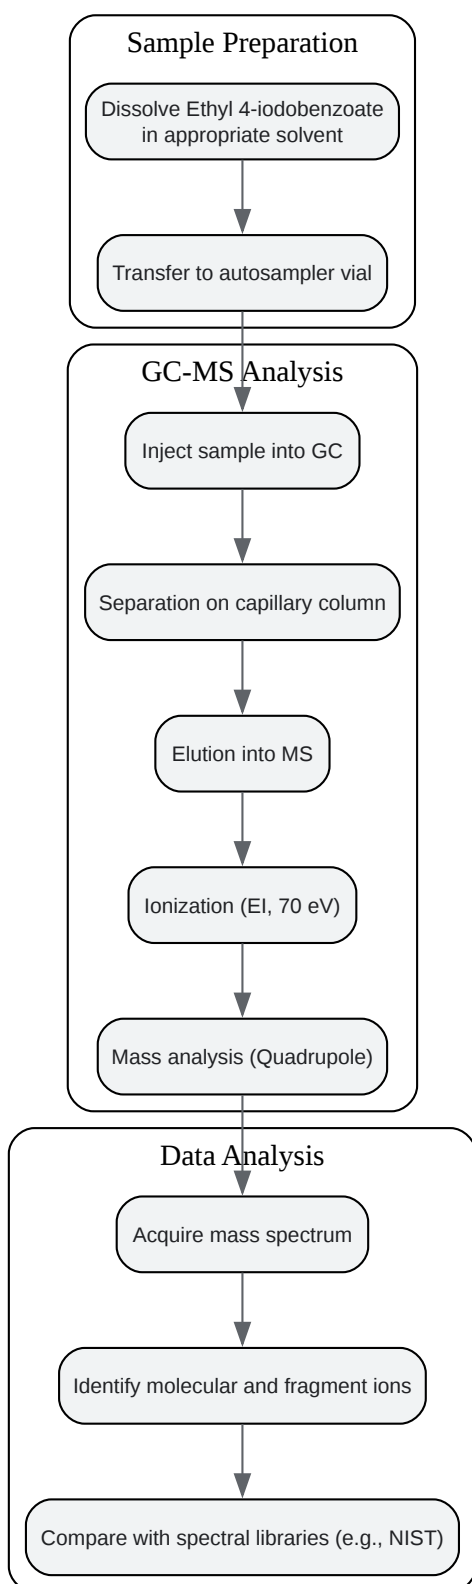 Sample Preparation
Dissolve Ethyl 4-iodobenzoate
in appropriate solvent
Transfer to autosampler vial
GC-MS Analysis
Inject sample into GC
Separation on capillary column
Elution into MS
Ionization (EI, 70 eV)
Mass analysis (Quadrupole)
Data Analysis
Acquire mass spectrum
Identify molecular and fragment ions
Compare with spectral libraries (e.g., NIST)